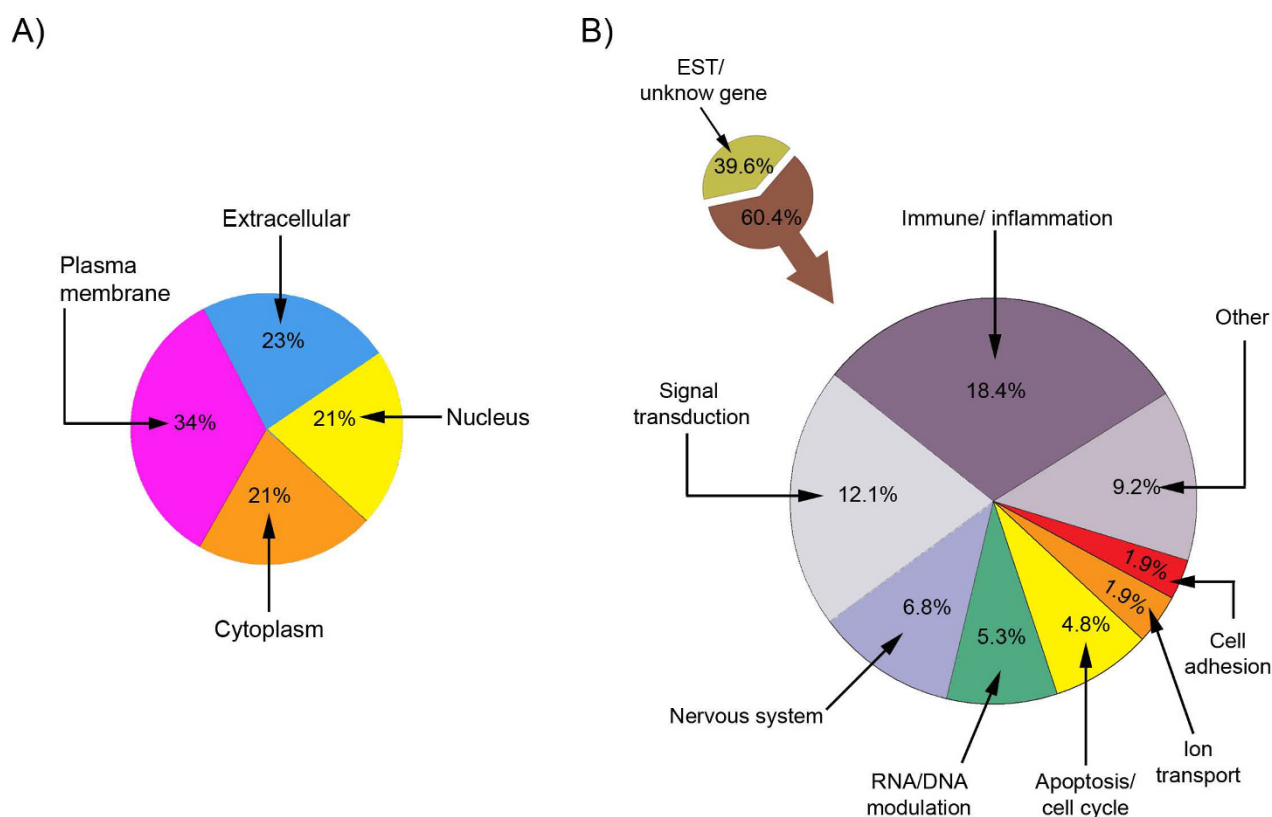 A)
Extracellular
Plasma
membrane
23%
34%
21%
Nucleus
21%
Cytoplasm
B)
EST/
unknow gene
39.6%
60.4%
Immune/ inflammation
Other
Signal
transduction
18.4%
12.1%
9.2%
1.9%
1.9%
6.8%
5.3%
4.8%
Cell
adhesion
Nervous system
Ion
transport
RNA/DNA
modulation
Apoptosis/
cell cycle